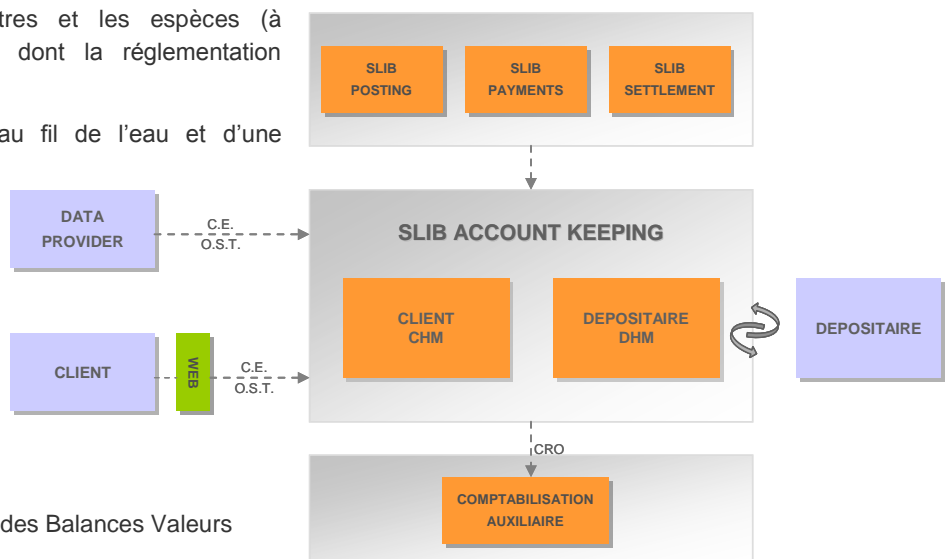 tres et les espèces (à
dont la réglementation
au fil de l'eau et d'une
SLIB
POSTING
SLIB
PAYMENTS
SLIB
SETTLEMENT
DATA
PROVIDER
C.E.
O.S.T.
SLIB ACCOUNT KEEPING
CLIENT
CHM
DEPOSITAIRE
DHM
DEPOSITAIRE
CLIENT
WEB
C.E.
O.S.T.
CRO
COMPTABILISATION
AUXILIAIRE
des Balances Valeurs